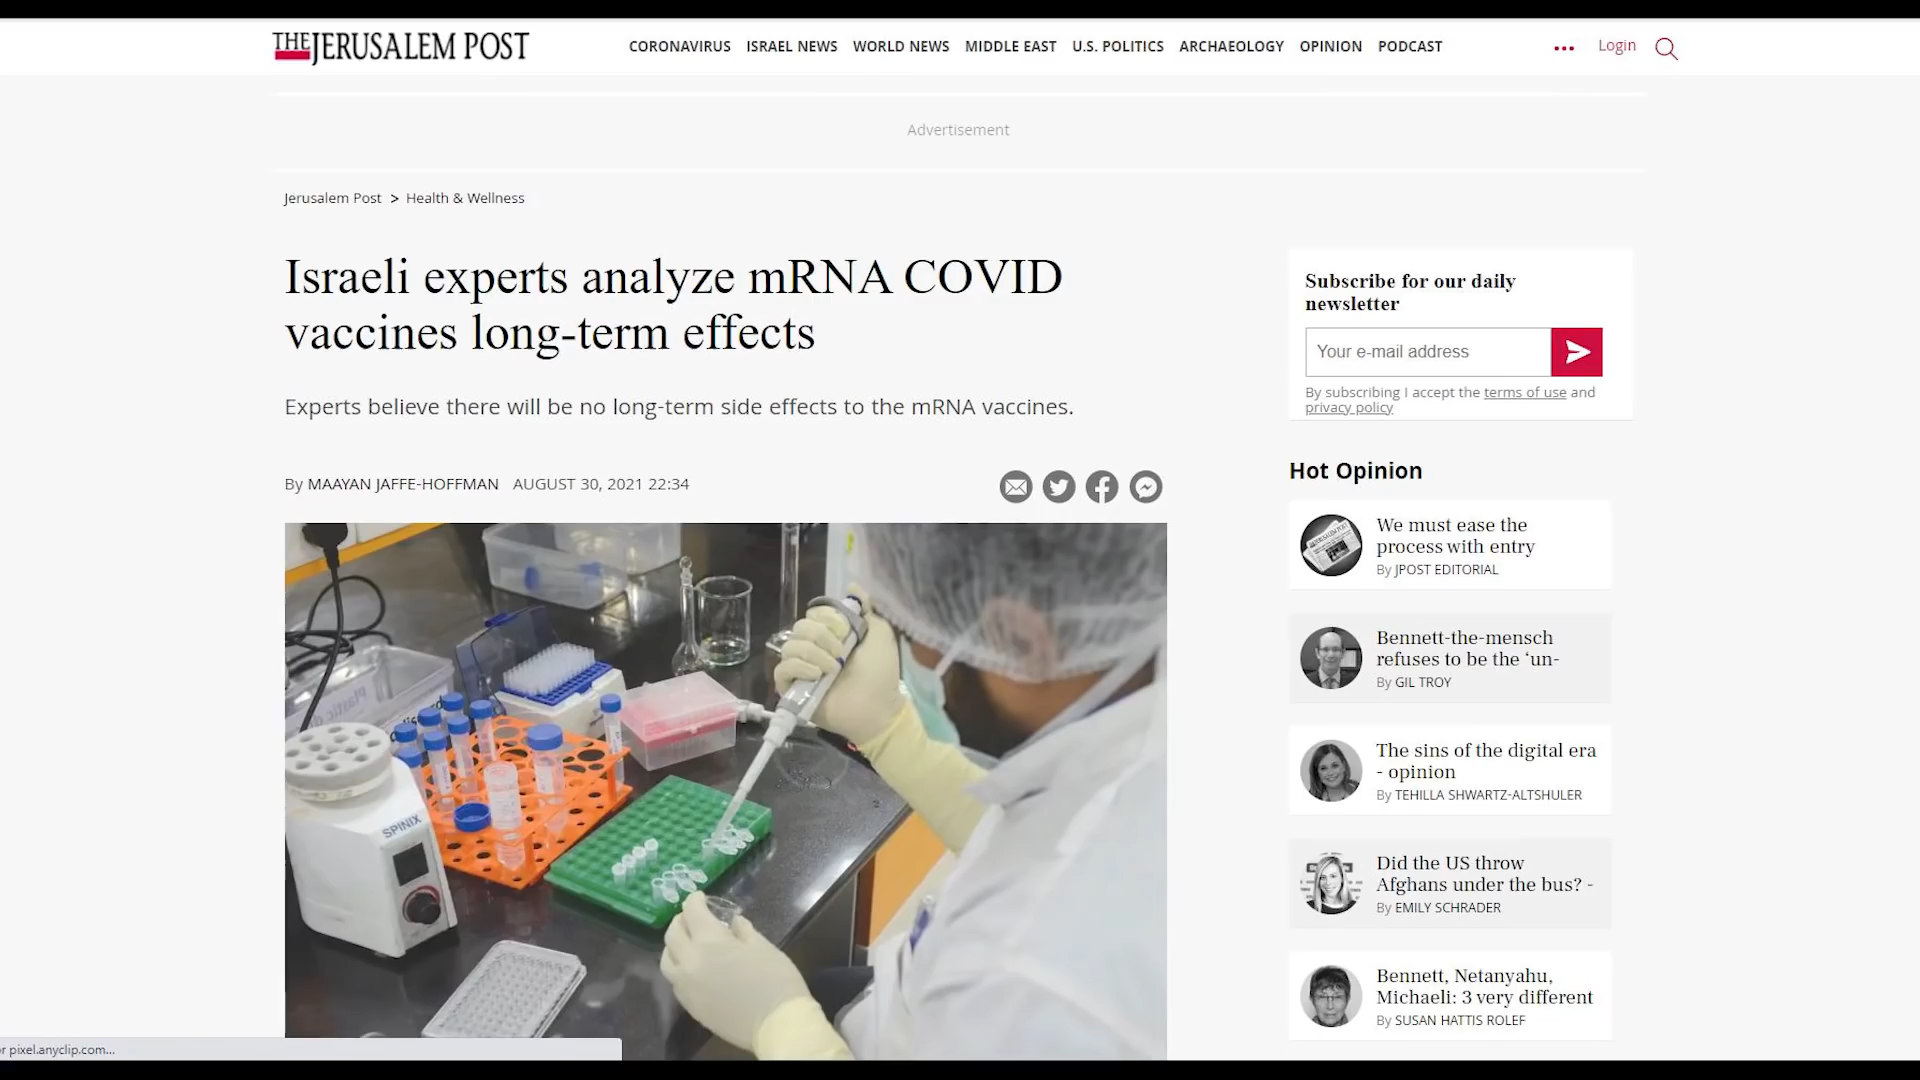 THE JERUSALEM POST
CORONAVIRUS ISRAEL NEWS WORLD NEWS MIDDLE EAST U.S. POLITICS ARCHAEOLOGY OPINION PODCAST
Login
Advertisement
Jerusalem Post > Health & Wellness
Israeli experts analyze mRNA COVID
vaccines long-term effects
Experts believe there will be no long-term side effects to the mRNA vaccines.
By MAAYAN JAFFE-HOFFMAN AUGUST 30, 2021 22:34
SPINIX
Subscribe for our daily
newsletter
Your e-mail address
By subscribing I accept the terms of use and
privacy policy
Hot Opinion
We must ease the
process with entry
By JPOST EDITORIAL
Bennett-the-mensch
refuses to be the ‘un-
By GIL TROY
The sins of the digital era
- opinion
By TEHILLA SHWARTZ-ALTSHULER
Did the US throw
Afghans under the bus? -
By EMILY SCHRADER
Bennett, Netanyahu,
Michaeli: 3 very different
By SUSAN HATTIS ROLEF
r pixel.anyclip.com...